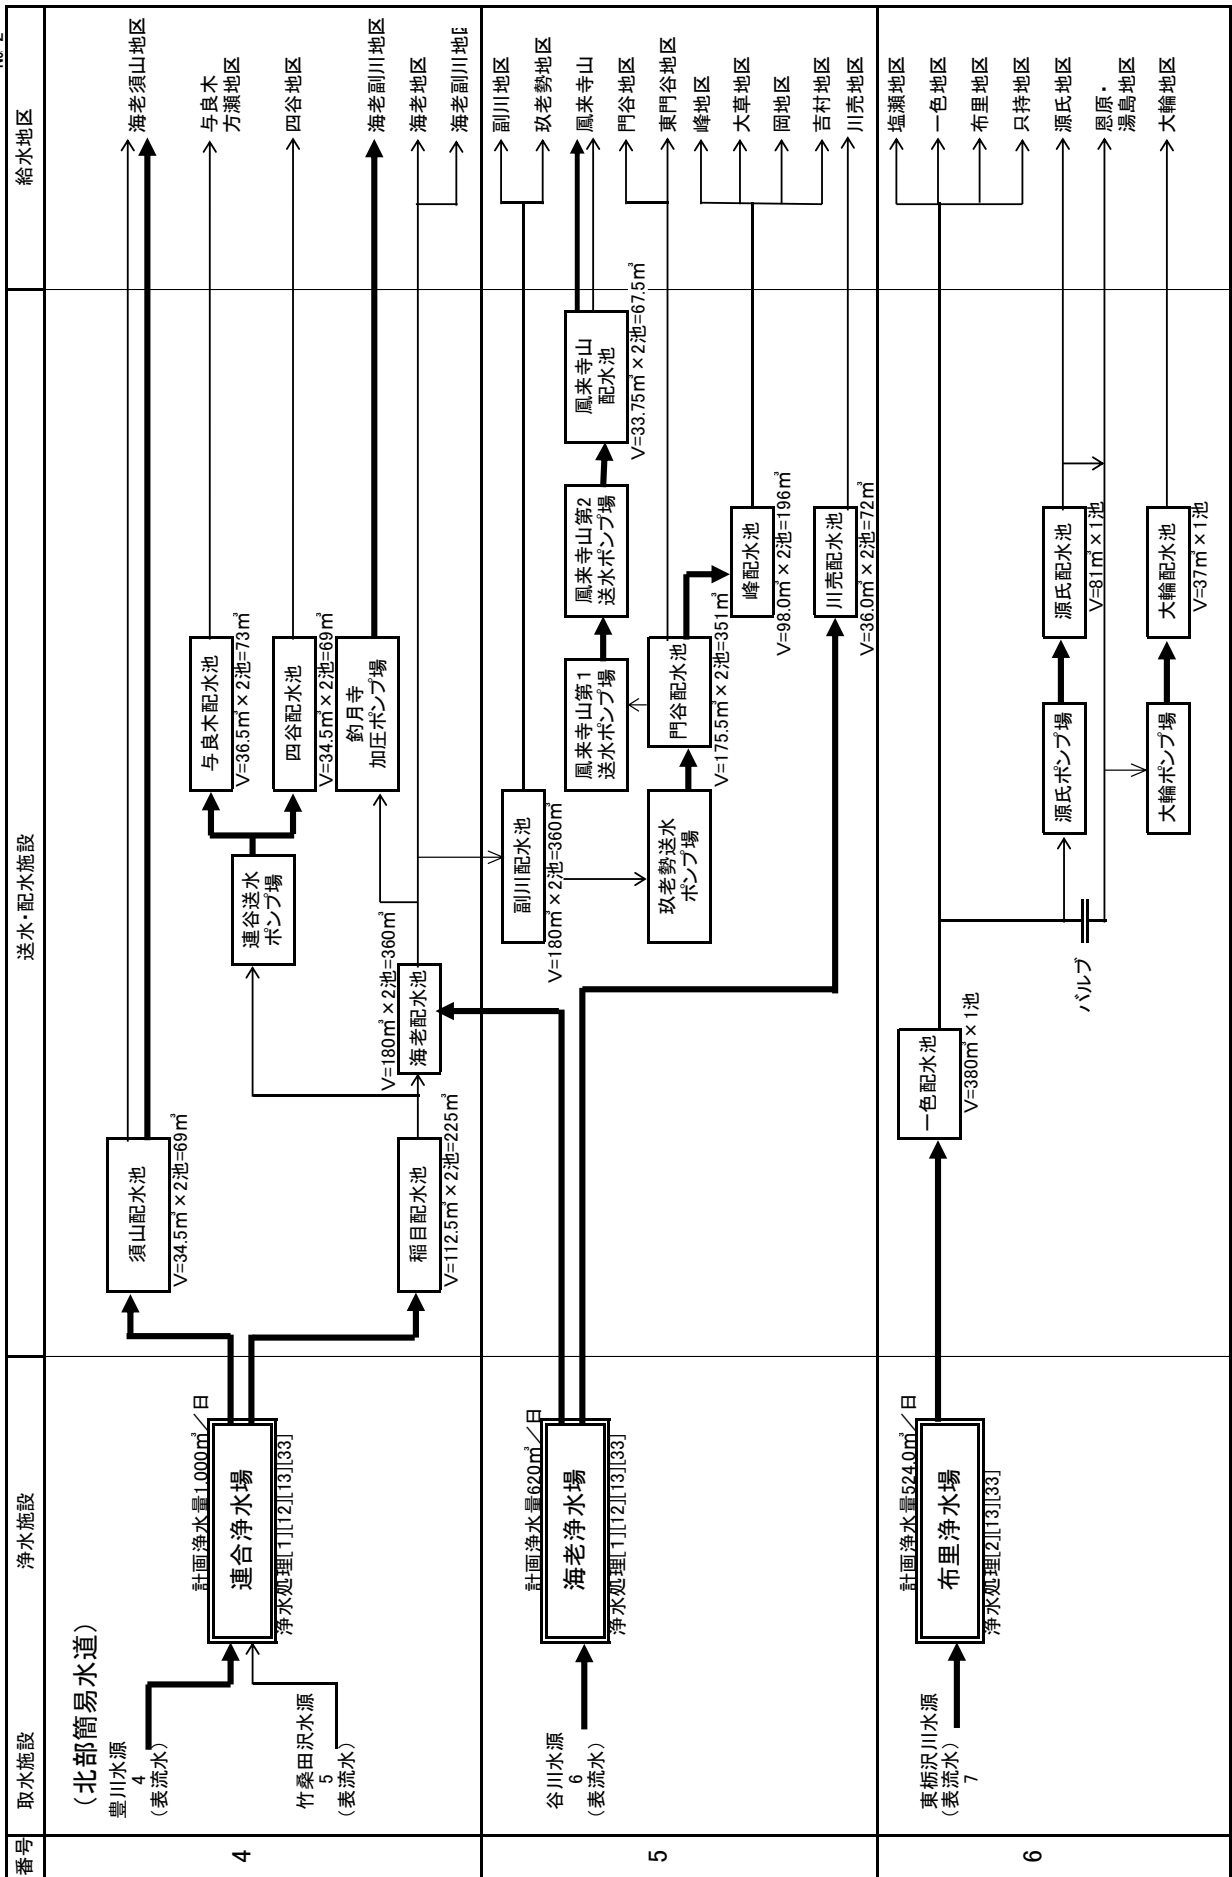 番号
取水施設
浄水施設
送水・配水施設
給水地区
4
(北部簡易水道)
豊川水源
4
(表流水)
竹桑田沢水源
5
(表流水)
計画浄水量1,000㎥/日
連合浄水場
浄水処理[1][12][13][33]
須山配水池
V=34.5㎥×2池=69㎥
稲目配水池
V=112.5㎥×2池=225㎥
連谷送水
ポンプ場
与良木配水池
V=36.5㎥×2池=73㎥
四谷配水池
V=34.5㎥×2池=69㎥
釣月寺
加圧ポンプ場
V=180㎥×2池=360㎥
海老配水池
海老須山地区
与良木
方瀬地区
四谷地区
海老副川地区
海老地区
海老副川地
5
谷川水源
6
(表流水)
計画浄水量620㎥/日
海老浄水場
浄水処理[1][12][13][33]
副川配水池
V=180㎥×2池=360㎥
玖老勢送水
ポンプ場
鳳来寺山第1
送水ポンプ場
鳳来寺山第2
送水ポンプ場
鳳来寺山
配水池
V=33.75㎥×2池=67.5㎥
門谷配水池
V=175.5㎥×2池=351㎥
峰配水池
V=98.0㎥×2池=196㎥
川売配水池
V=36.0㎥×2池=72㎥
副川地区
玖老勢地区
鳳来寺山
門谷地区
東門谷地区
峰地区
大草地区
岡地区
吉村地区
川売地区
6
東栃沢川水源
(表流水)
7
計画浄水量524.0㎥/日
布里浄水場
浄水処理[2][13][33]
一色配水池
V=380㎥×1池
バルブ
源氏ポンプ場
源氏配水池
V=81㎥×1池
大輪ポンプ場
大輪配水池
V=37㎥×1池
塩瀬地区
一色地区
布里地区
只持地区
源氏地区
恩原・
湯島地区
大輪地区